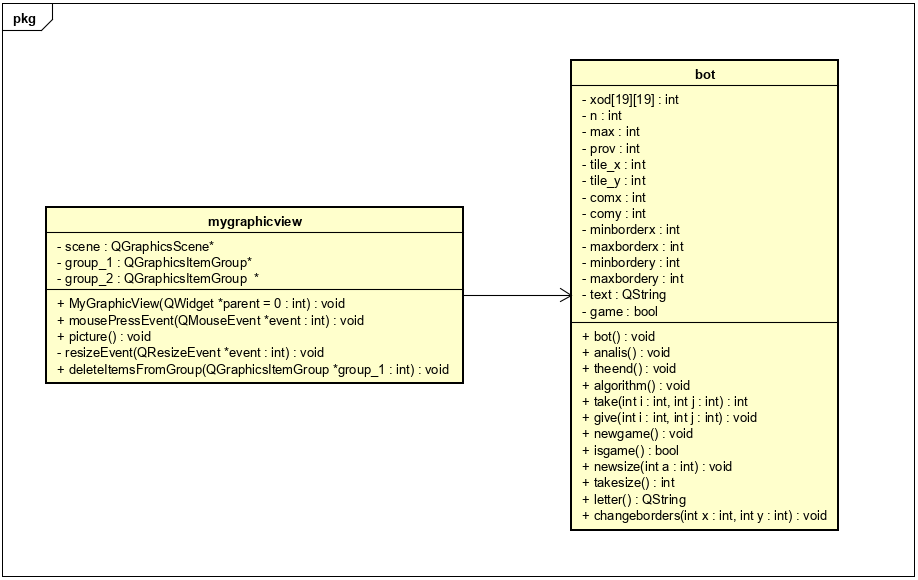 pkg
mygraphicview
- scene : QGraphicsScene*
- group_1 : QGraphicsItemGroup*
- group_2 : QGraphicsItemGroup  *
+ MyGraphicView(QWidget *parent = 0 : int) : void
+ mousePressEvent(QMouseEvent *event : int) : void
+ picture() : void
- resizeEvent(QResizeEvent *event : int) : void
+ deleteItemsFromGroup(QGraphicsItemGroup *group_1 : int) : void
bot
- xod[19][19] : int
- n : int
- max : int
- prov : int
- tile_x : int
- tile_y : int
- comx : int
- comy : int
- minborderx : int
- maxborderx : int
- minbordery : int
- maxbordery : int
- text : QString
- game : bool
+ bot() : void
+ analis() : void
+ theend() : void
+ algorithm() : void
+ take(int i : int, int j : int) : int
+ give(int i : int, int j : int) : void
+ newgame() : void
+ isgame() : bool
+ newsize(int a : int) : void
+ takesize() : int
+ letter() : QString
+ changeborders(int x : int, int y : int) : void